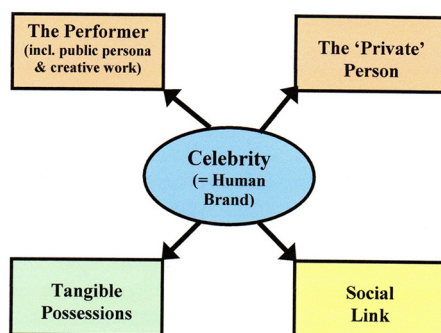 The Performer
(incl. public persona
& creative work)
The ‘Private’
Person
Celebrity
(= Human
Brand)
Tangible
Possessions
Social
Link